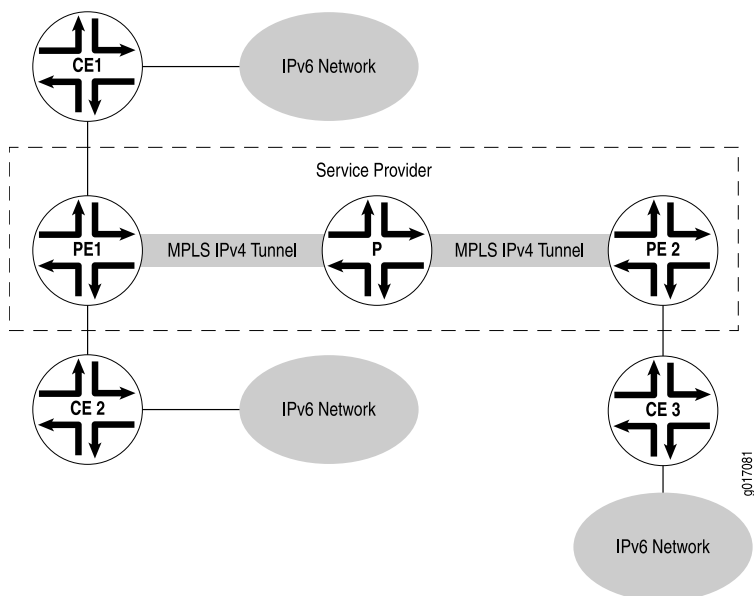 CE1
IPv6 Network
Service Provider
PE1
MPLS IPv4 Tunnel
P
MPLS IPv4 Tunnel
PE 2
CE 2
IPv6 Network
CE 3
g017081
IPv6 Network